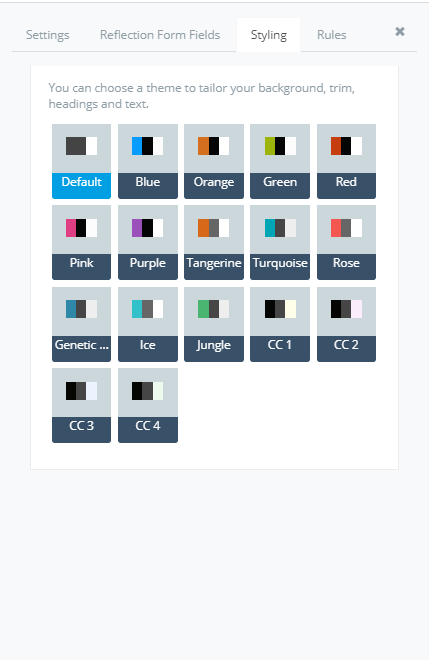 Settings Reflection Form Fields Styling Rules ✖
You can choose a theme to tailor your background, trim,
headings and text.
Default Blue Orange Green Red
Pink Purple Tangerine Turquoise Rose
Genetic ... Ice Jungle CC 1 CC 2
CC 3 CC 4